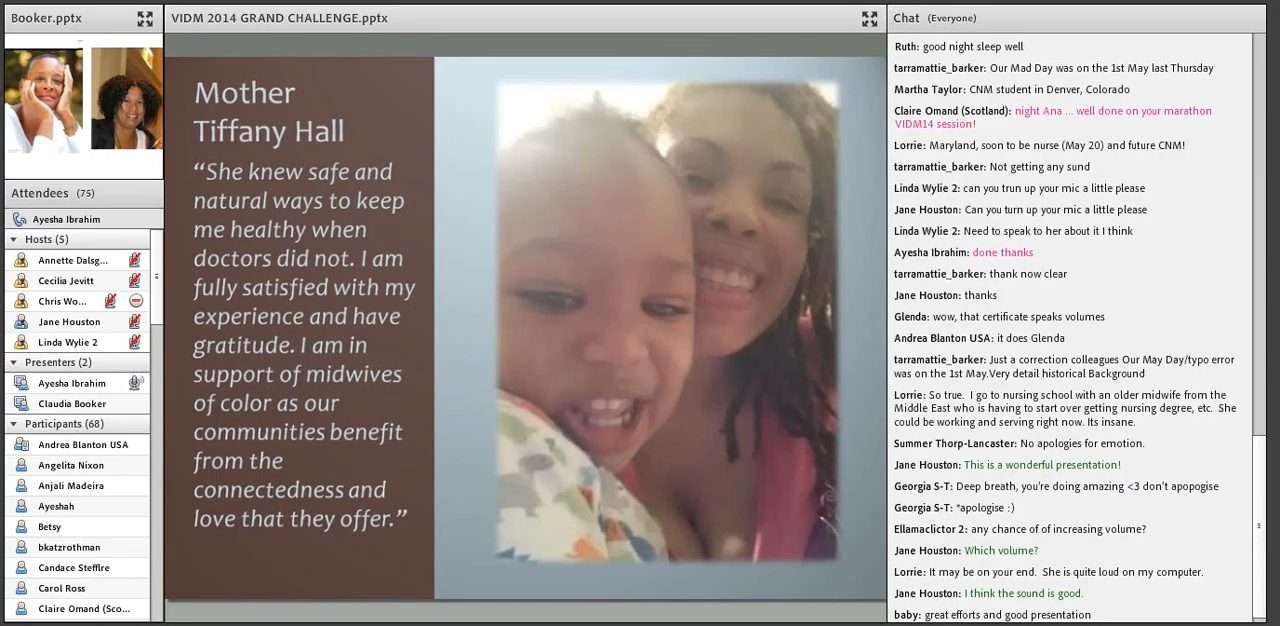 Booker.pptx
VIDM 2014 GRAND CHALLENGE.pptx
Chat (Everyone)
Attendees (75)
Ayesha Ibrahim
Hosts (5)
Annette Dalsg...
Cecilia Jevitt
Chris Wo...
Jane Houston
Linda Wylie 2
Presenters (2)
Ayesha Ibrahim
Claudia Booker
Participants (68)
Andrea Blanton USA
Angelita Nixon
Anjali Madeira
Ayeshah
Betsy
bkatzrothman
Candace Steffire
Carol Ross
Claire Omand (Sco...
Mother
Tiffany Hall
“She knew safe and
natural ways to keep
me healthy when
doctors did not. I am
fully satisfied with my
experience and have
gratitude. I am in
support of midwives
of color as our
communities benefit
from the
connectedness and
love that they offer.”
Ruth: good night sleep well
tarramattie_barker: Our Mad Day was on the 1st May last Thursday
Martha Taylor: CNM student in Denver, Colorado
Claire Omand (Scotland): night Ana ... well done on your marathon
VIDM14 session!
Lorrie: Maryland, soon to be nurse (May 20) and future CNM!
tarramattie_barker: Not getting any sund
Linda Wylie 2: can you trun up your mic a little please
Jane Houston: Can you turn up your mic a little please
Linda Wylie 2: Need to speak to her about it I think
Ayesha Ibrahim: done thanks
tarramattie_barker: thank now clear
Jane Houston: thanks
Glenda: wow, that certificate speaks volumes
Andrea Blanton USA: it does Glenda
tarramattie_barker: Just a correction colleagues Our May Day/typo error
was on the 1st May.Very detail historical Background
Lorrie: So true. I go to nursing school with an older midwife from the
Middle East who is having to start over getting nursing degree, etc. She
could be working and serving right now. Its insane.
Summer Thorp-Lancaster: No apologies for emotion.
Jane Houston: This is a wonderful presentation!
Georgia S-T: Deep breath, you're doing amazing <3 don't apopogise
Georgia S-T: *apologise :)
Ellamaclictor 2: any chance of of increasing volume?
Jane Houston: Which volume?
Lorrie: It may be on your end. She is quite loud on my computer.
Jane Houston: I think the sound is good.
baby: great efforts and good presentation